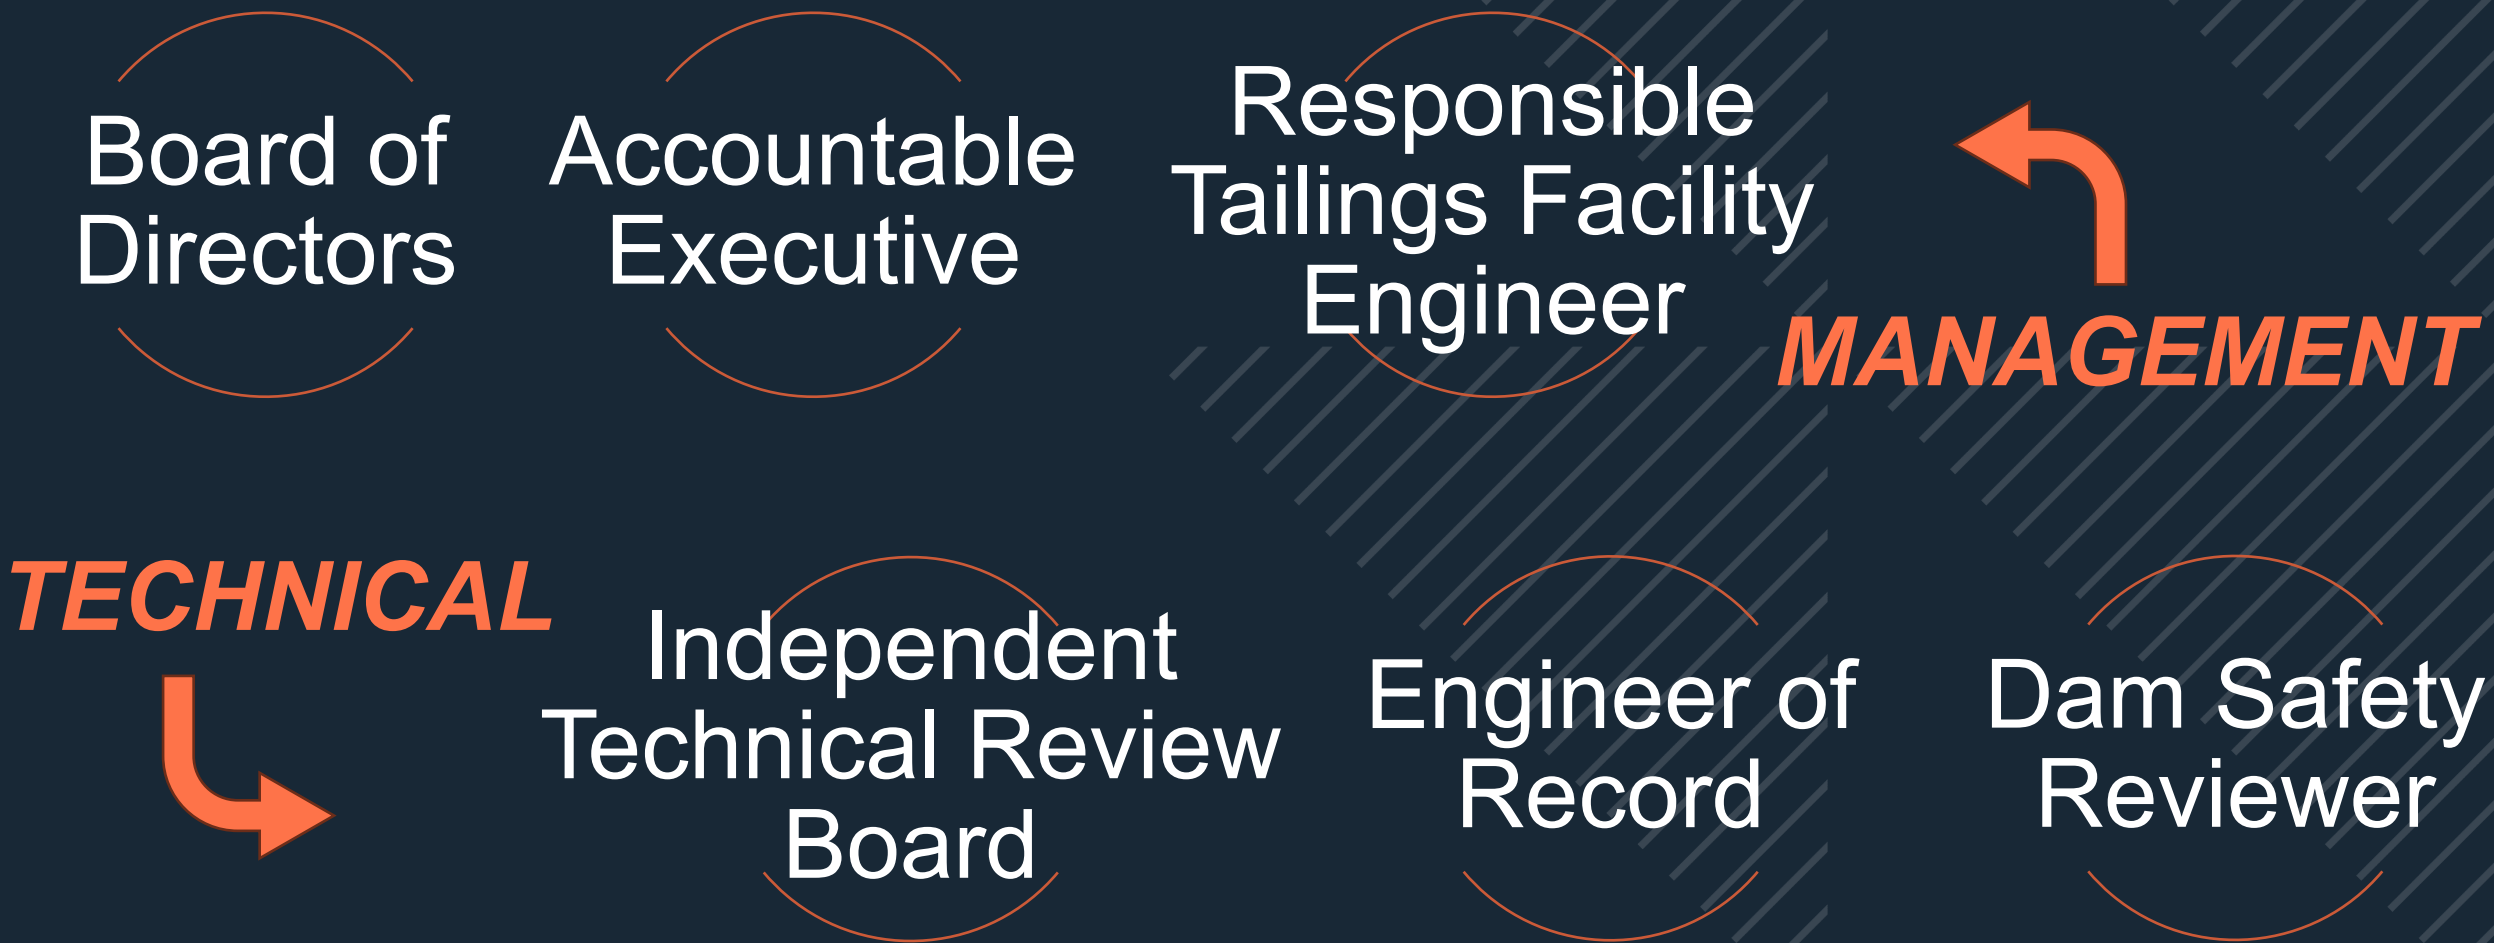 Board of
Directors
Accountable
Executive
Responsible
Tailings Facility
Engineer
MANAGEMENT
TECHNICAL
Independent
Technical Review
Board
Engineer of
Record
Dam Safety
Reviewer